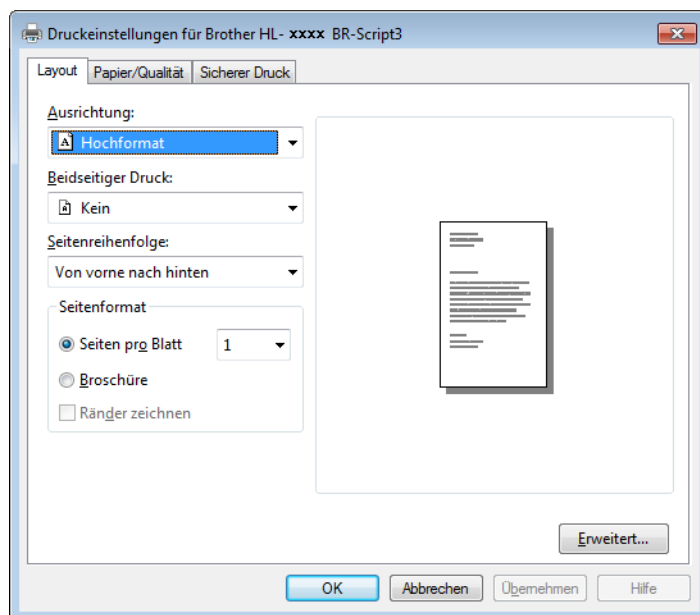 Druckeinstellungen für Brother HL- xxxx BR-Script3
Layout Papier/Qualität Sicherer Druck
Ausrichtung:
A Hochformat
Beidseitiger Druck:
A Kein
Seitenreihenfolge:
Von vorne nach hinten
Seitenformat
Seiten pro Blatt 1
Broschüre
Ränder zeichnen
Erweitert...
OK Abbrechen Übernehmen Hilfe